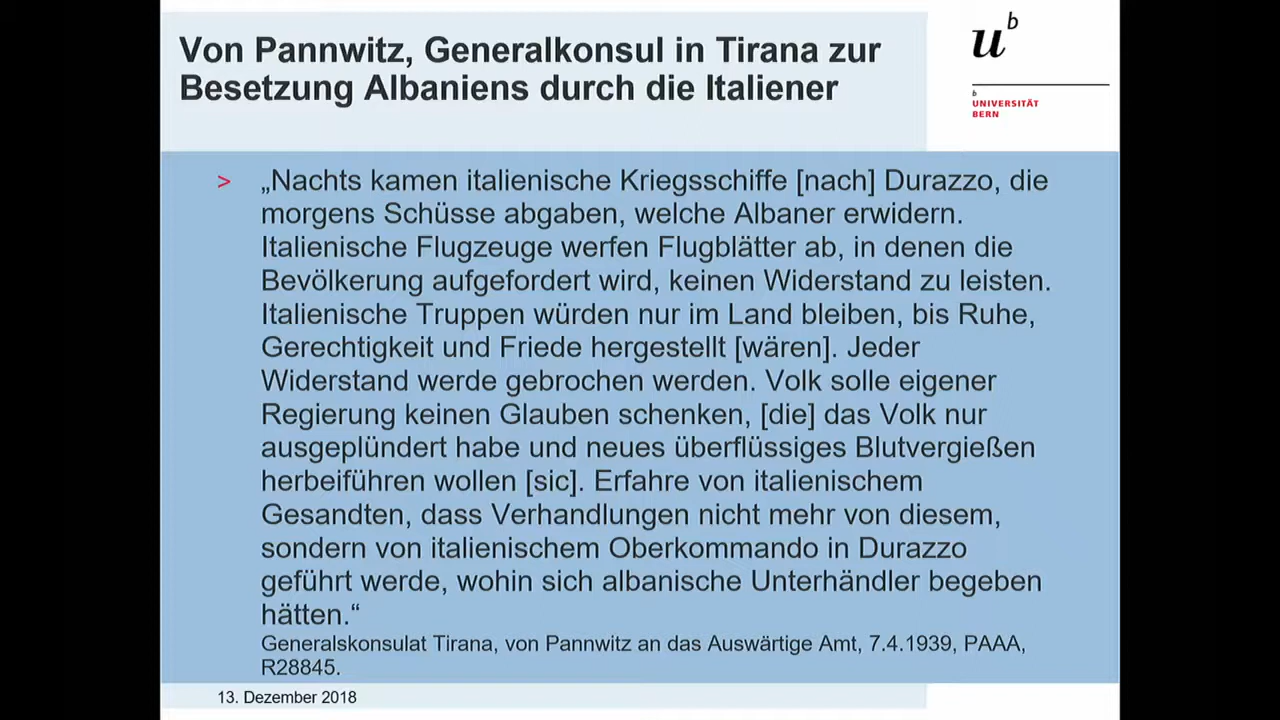 Von Pannwitz, Generalkonsul in Tirana zur
Besetzung Albaniens durch die Italiener
u b
b
UNIVERSITÄT
BERN
> „Nachts kamen italienische Kriegsschiffe [nach] Durazzo, die
morgens Schüsse abgaben, welche Albaner erwidern.
Italienische Flugzeuge werfen Flugblätter ab, in denen die
Bevölkerung aufgefordert wird, keinen Widerstand zu leisten.
Italienische Truppen würden nur im Land bleiben, bis Ruhe,
Gerechtigkeit und Friede hergestellt [wären]. Jeder
Widerstand werde gebrochen werden. Volk solle eigener
Regierung keinen Glauben schenken, [die] das Volk nur
ausgeplündert habe und neues überflüssiges Blutvergießen
herbeiführen wollen [sic]. Erfahre von italienischem
Gesandten, dass Verhandlungen nicht mehr von diesem,
sondern von italienischem Oberkommando in Durazzo
geführt werde, wohin sich albanische Unterhändler begeben
hätten.“
Generalskonsulat Tirana, von Pannwitz an das Auswärtige Amt, 7.4.1939, PAAA,
R28845.
13. Dezember 2018